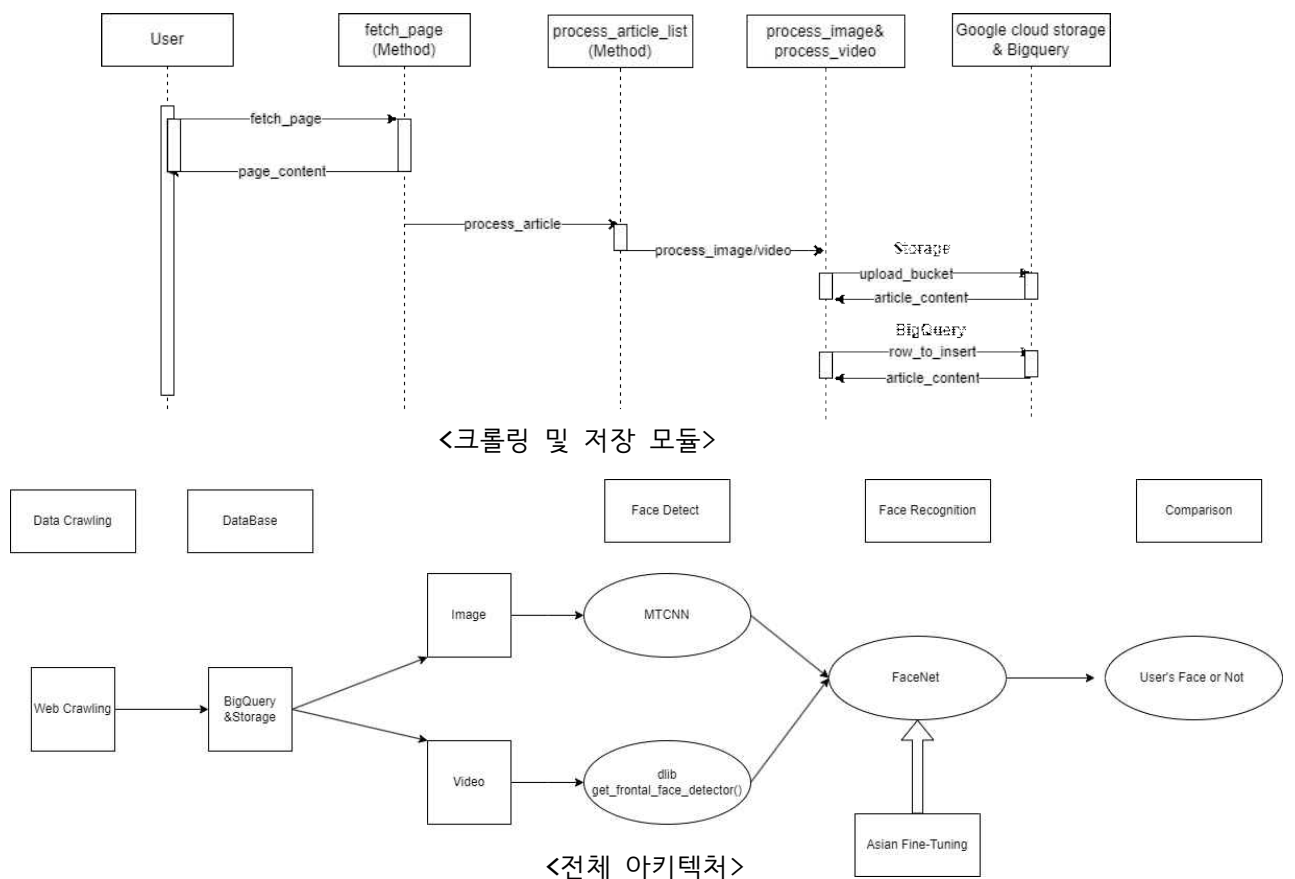 User
fetch_page
(Method)
process_article_list
(Method)
process_image&
process_video
Google cloud storage
& Bigquery
fetch_page
page_content
process_article
process_image/video
Storage
upload_bucket
article_content
BigQuery
row_to_insert
article_content
<크롤링 및 저장 모듈>
Data Crawling
DataBase
Face Detect
Face Recognition
Comparison
Image
MTCNN
Web Crawling
BigQuery
&Storage
FaceNet
User's Face or Not
Video
dlib
get_frontal_face_detector()
Asian Fine-Tuning
<전체 아키텍처>